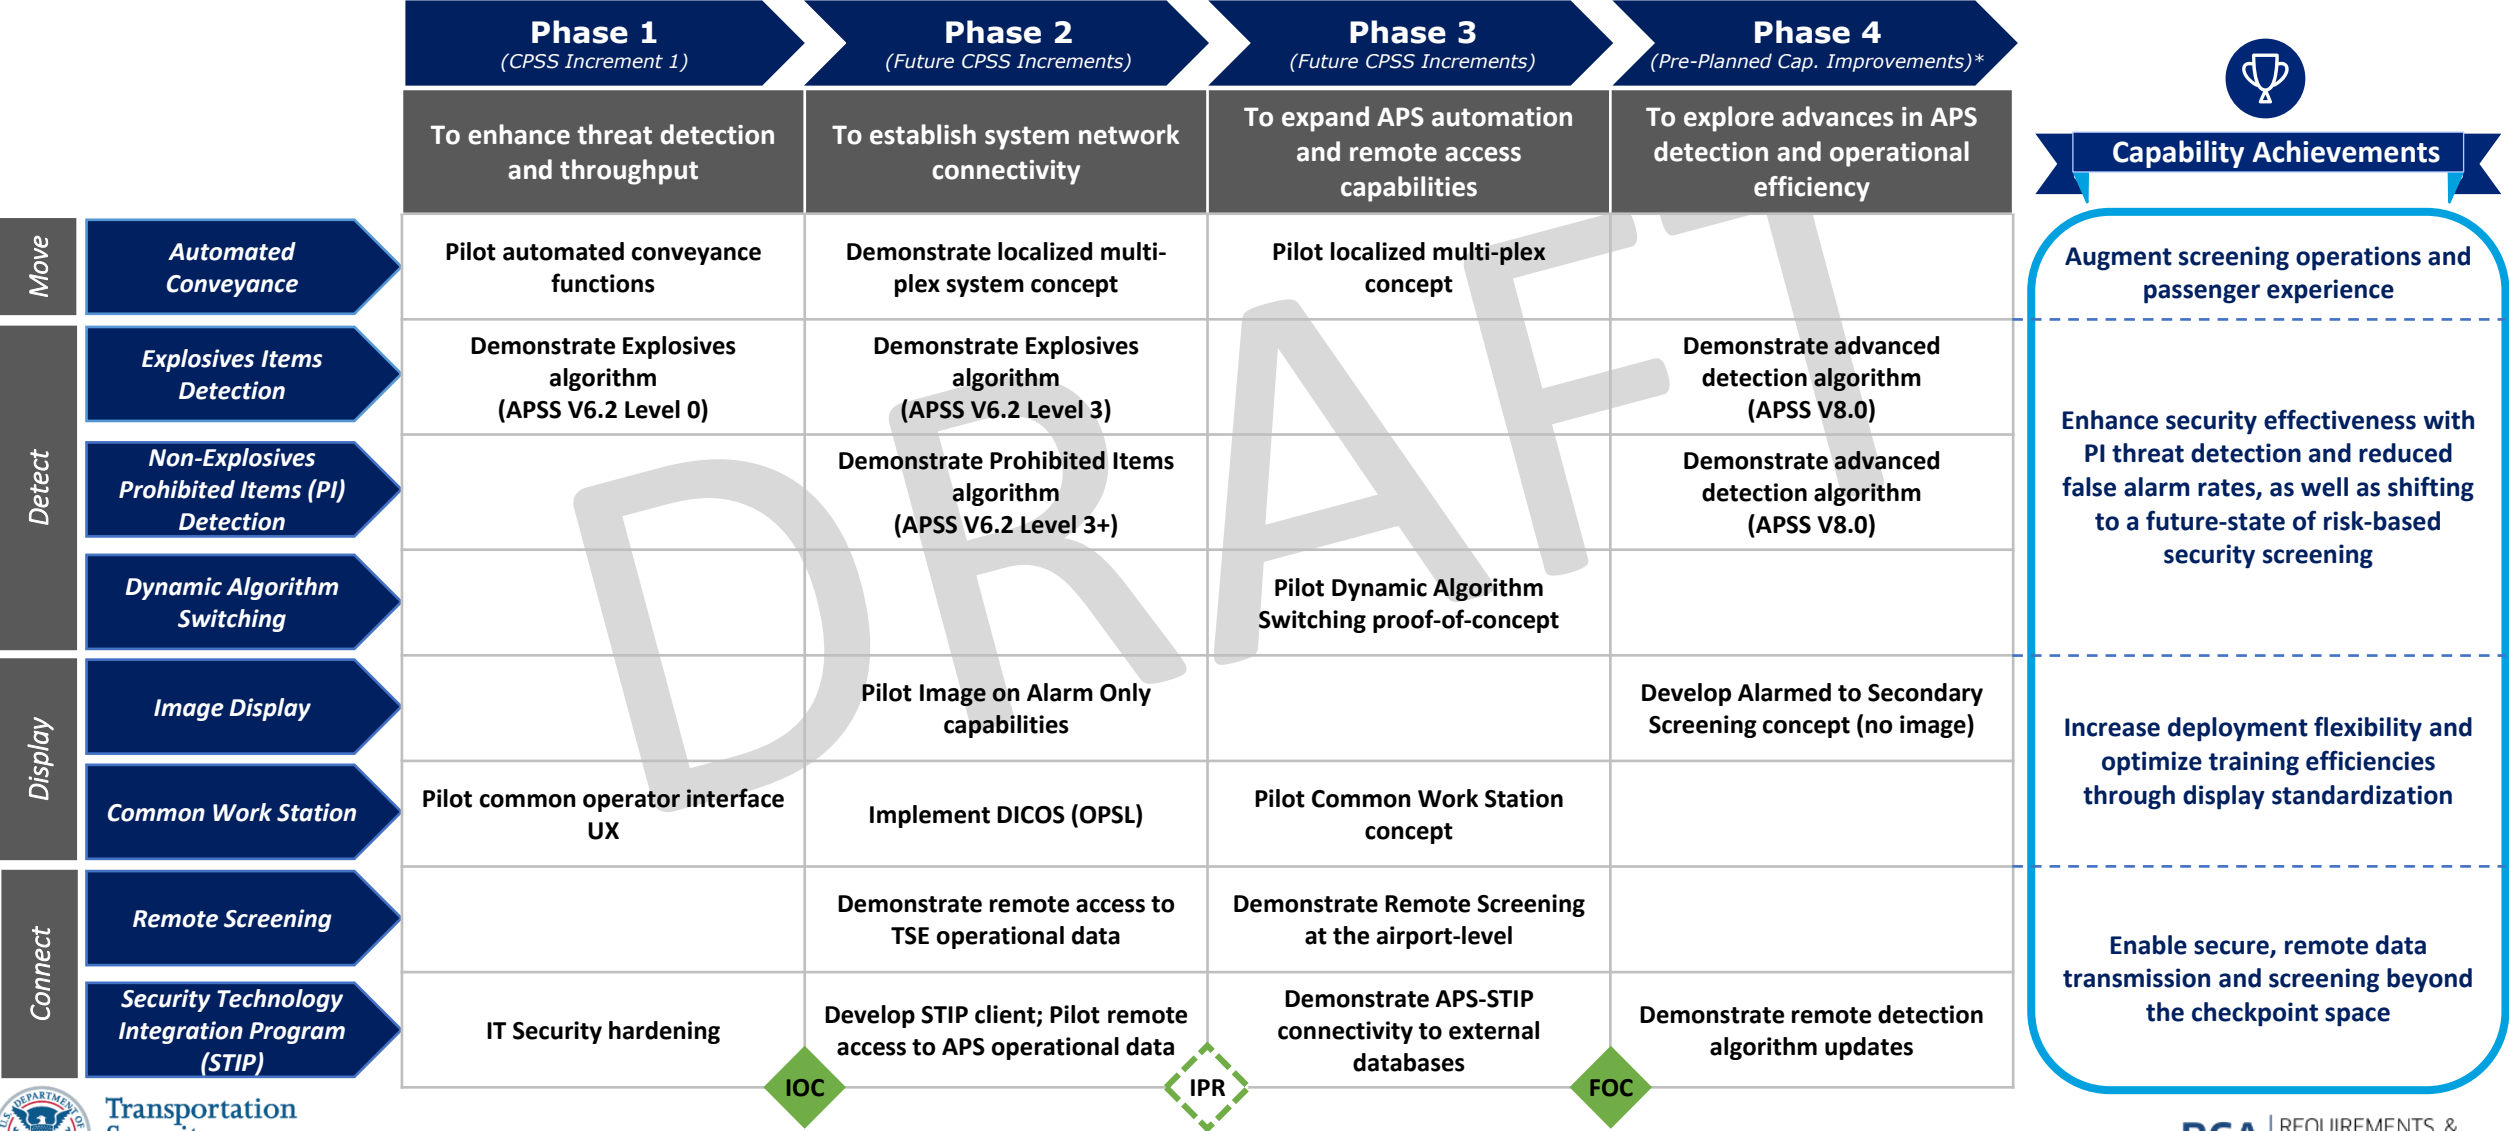 Phase 1
(CPSS Increment 1)
Phase 2
(Future CPSS Increments)
Phase 3
(Future CPSS Increments)
Phase 4
(Pre-Planned Cap. Improvements)*
To enhance threat detection
and throughput
To establish system network
connectivity
To expand APS automation
and remote access
capabilities
To explore advances in APS
detection and operational
efficiency
Capability Achievements
DRAFT
Move
Automated
Conveyance
Pilot automated conveyance
functions
Demonstrate localized multi-
plex system concept
Pilot localized multi-plex
concept
Augment screening operations and
passenger experience
Detect
Explosives Items
Detection
Demonstrate Explosives
algorithm
(APSS V6.2 Level 0)
Demonstrate Explosives
algorithm
(APSS V6.2 Level 3)
Demonstrate advanced
detection algorithm
(APSS V8.0)
Non-Explosives
Prohibited Items (PI)
Detection
Demonstrate Prohibited Items
algorithm
(APSS V6.2 Level 3+)
Demonstrate advanced
detection algorithm
(APSS V8.0)
Enhance security effectiveness with
PI threat detection and reduced
false alarm rates, as well as shifting
to a future-state of risk-based
security screening
Dynamic Algorithm
Switching
Pilot Dynamic Algorithm
Switching proof-of-concept
Display
Image Display
Pilot Image on Alarm Only
capabilities
Develop Alarmed to Secondary
Screening concept (no image)
Increase deployment flexibility and
optimize training efficiencies
through display standardization
Common Work Station
Pilot common operator interface
UX
Implement DICOS (OPSL)
Pilot Common Work Station
concept
Connect
Remote Screening
Demonstrate remote access to
TSE operational data
Demonstrate Remote Screening
at the airport-level
Enable secure, remote data
transmission and screening beyond
the checkpoint space
Security Technology
Integration Program
(STIP)
IT Security hardening
Develop STIP client; Pilot remote
access to APS operational data
Demonstrate APS-STIP
connectivity to external
databases
Demonstrate remote detection
algorithm updates
IOC
IPR
FOC
Transportation
REQUIREMENTS &